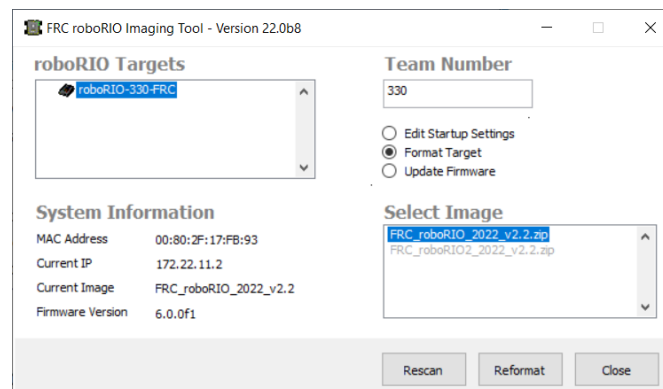 FRC roboRIO Imaging Tool - Version 22.0b8
roboRIO Targets
roboRIO-330-FRC
Team Number
330
Edit Startup Settings
Format Target
Update Firmware
System Information
MAC Address 00:80:2F:17:FB:93
Current IP 172.22.11.2
Current Image FRC_roboRIO_2022_v2.2
Firmware Version 6.0.0f1
Select Image
FRC_roboRIO_2022_v2.2.zip
FRC_roboRIO2_2022_v2.2.zip
Rescan Reformat Close